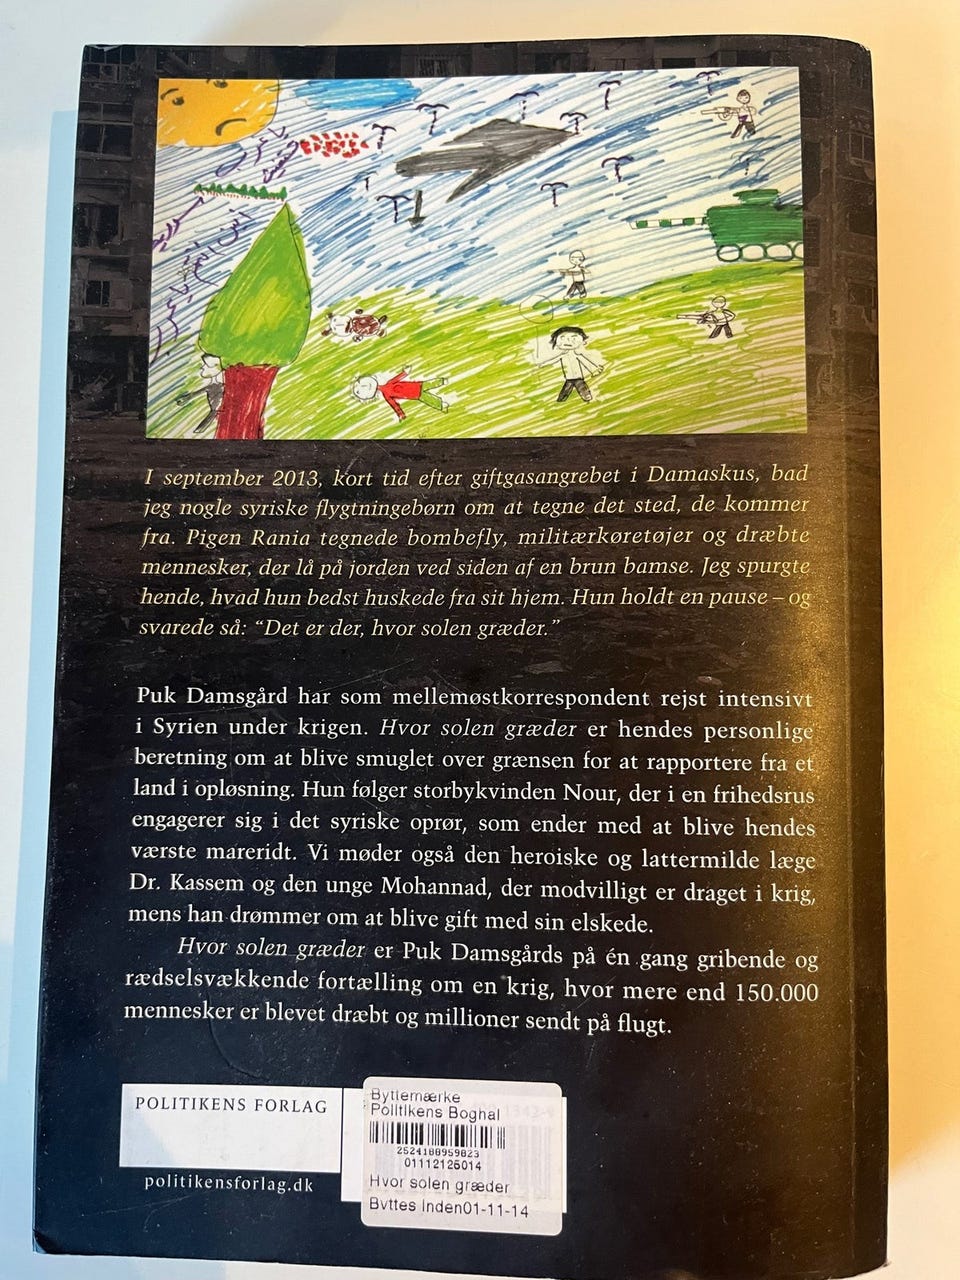 I september 2013, kort tid efter giftgasangrebet i Damaskus, bad
jeg nogle syriske flygtningebørn om at tegne det sted, de kommer
fra. Pigen Rania tegnede bombefly, militærkøretøjer og dræbte
mennesker, der lå på jorden ved siden af en brun bamse. Jeg spurgte
hende, hvad hun bedst huskede fra sit hjem. Hun holdt en pause – og
svarede så: “Det er der, hvor solen græder.”
Puk Damsgård har som mellemøstkorrespondent rejst intensivt
i Syrien under krigen. Hvor solen græder er hendes personlige
beretning om at blive smuglet over grænsen for at rapportere fra et
land i opløsning. Hun følger storbykvinden Nour, der i en frihedsrus
engagerer sig i det syriske oprør, som ender med at blive hendes
værste mareridt. Vi møder også den heroiske og lattermilde læge
Dr. Kassem og den unge Mohannad, der modvilligt er draget i krig,
mens han drømmer om at blive gift med sin elskede.
Hvor solen græder er Puk Damsgårds på én gang gribende og
rædselsvækkende fortælling om en krig, hvor mere end 150.000
mennesker er blevet dræbt og millioner sendt på flugt.
POLITIKENS FORLAG
politikensforlag.dk
Byttemærke
Politikens Boghal
2524188959823
01112125014
Hvor solen græder
Byttes Inden01-11-14